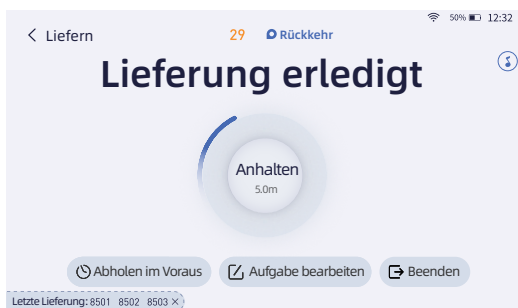 50% 12:32
Liefern
29 Rückkehr
Lieferung erledigt
Anhalten
5.0m
Abholen im Voraus
Aufgabe bearbeiten
Beenden
Letzte Lieferung: 8501 8502 8503 ×